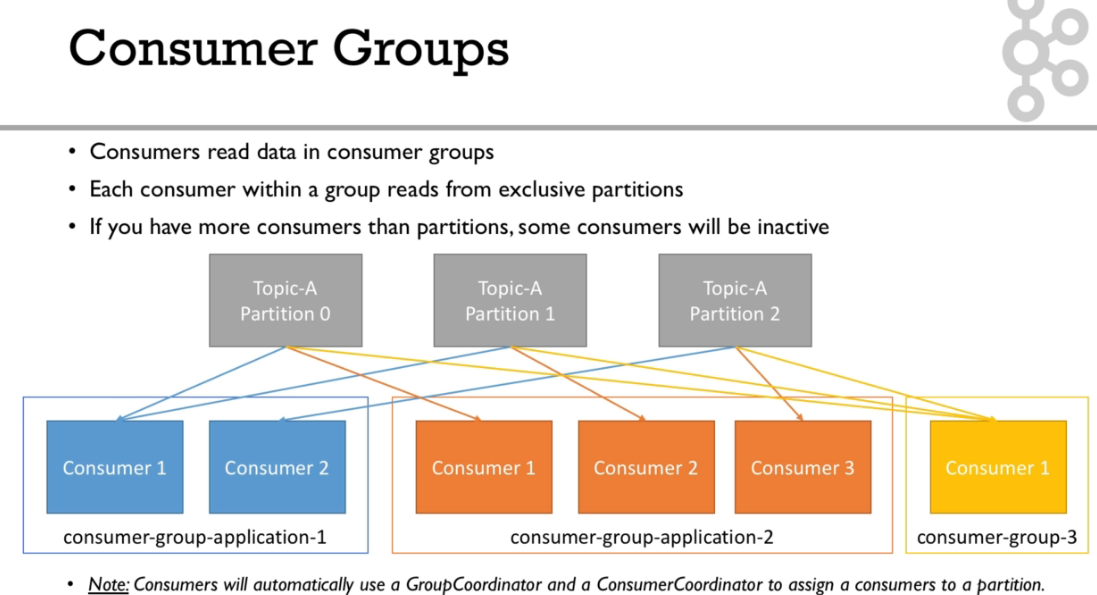 Consumer Groups
• Consumers read data in consumer groups
• Each consumer within a group reads from exclusive partitions
• If you have more consumers than partitions, some consumers will be inactive
Topic-A
Partition 0
Topic-A
Partition 1
Topic-A
Partition 2
Consumer 1
Consumer 2
consumer-group-application-1
Consumer 1
Consumer 2
Consumer 3
consumer-group-application-2
Consumer 1
consumer-group-3
• Note: Consumers will automatically use a GroupCoordinator and a ConsumerCoordinator to assign a consumers to a partition.